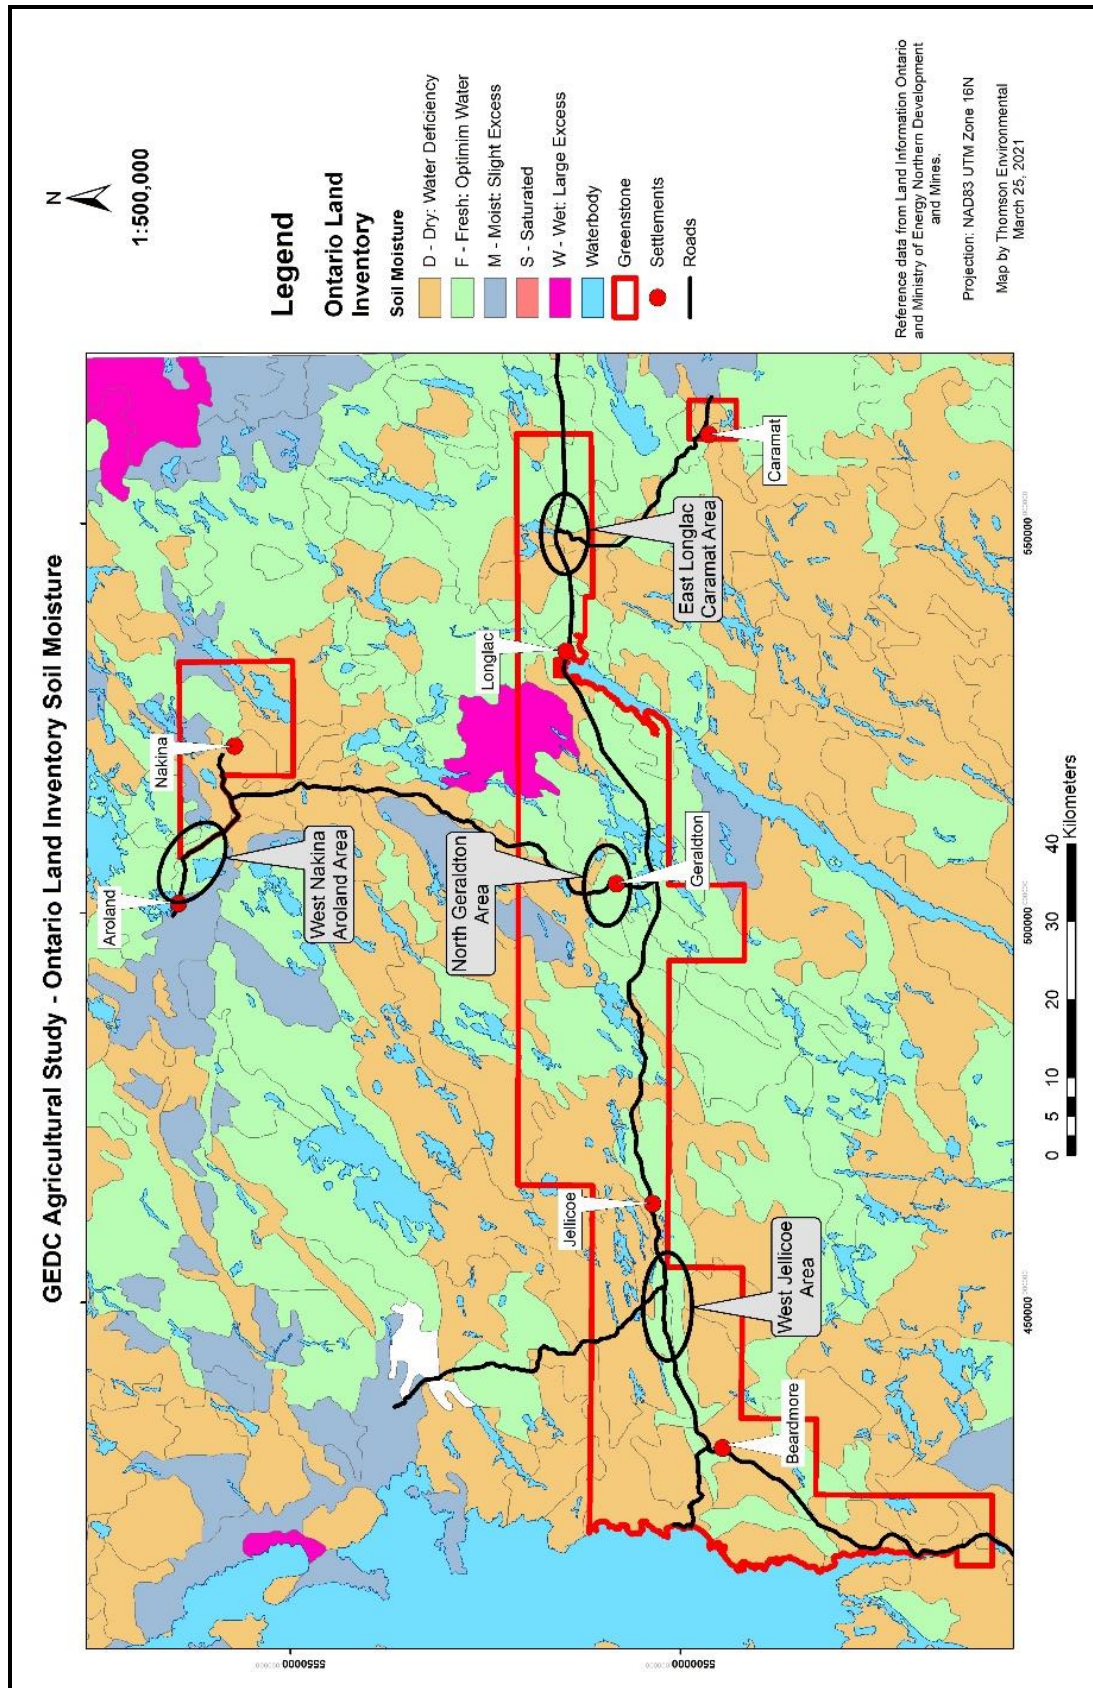 GEDC Agricultural Study - Ontario Land Inventory Soil Moisture
N
1:500,000
Legend
Ontario Land
Inventory
Soil Moisture
D - Dry: Water Deficiency
F - Fresh: Optimim Water
M - Moist: Slight Excess
S - Saturated
W - Wet: Large Excess
Waterbody
Greenstone
Settlements
Roads
Aroland
Nakina
West Nakina
Aroland Area
North Geraldton
Area
Longlac
Geraldton
Jellicoe
East Longlac
Caramat Area
Caramat
West Jellicoe
Area
Beardmore
5550000
5500000
450000
500000
550000
0 5 10 20 30 40
Kilometers
Reference data from Land Information Ontario
and Ministry of Energy Northern Development
and Mines.
Projection: NAD83 UTM Zone 16N
Map by Thomson Environmental
March 25, 2021